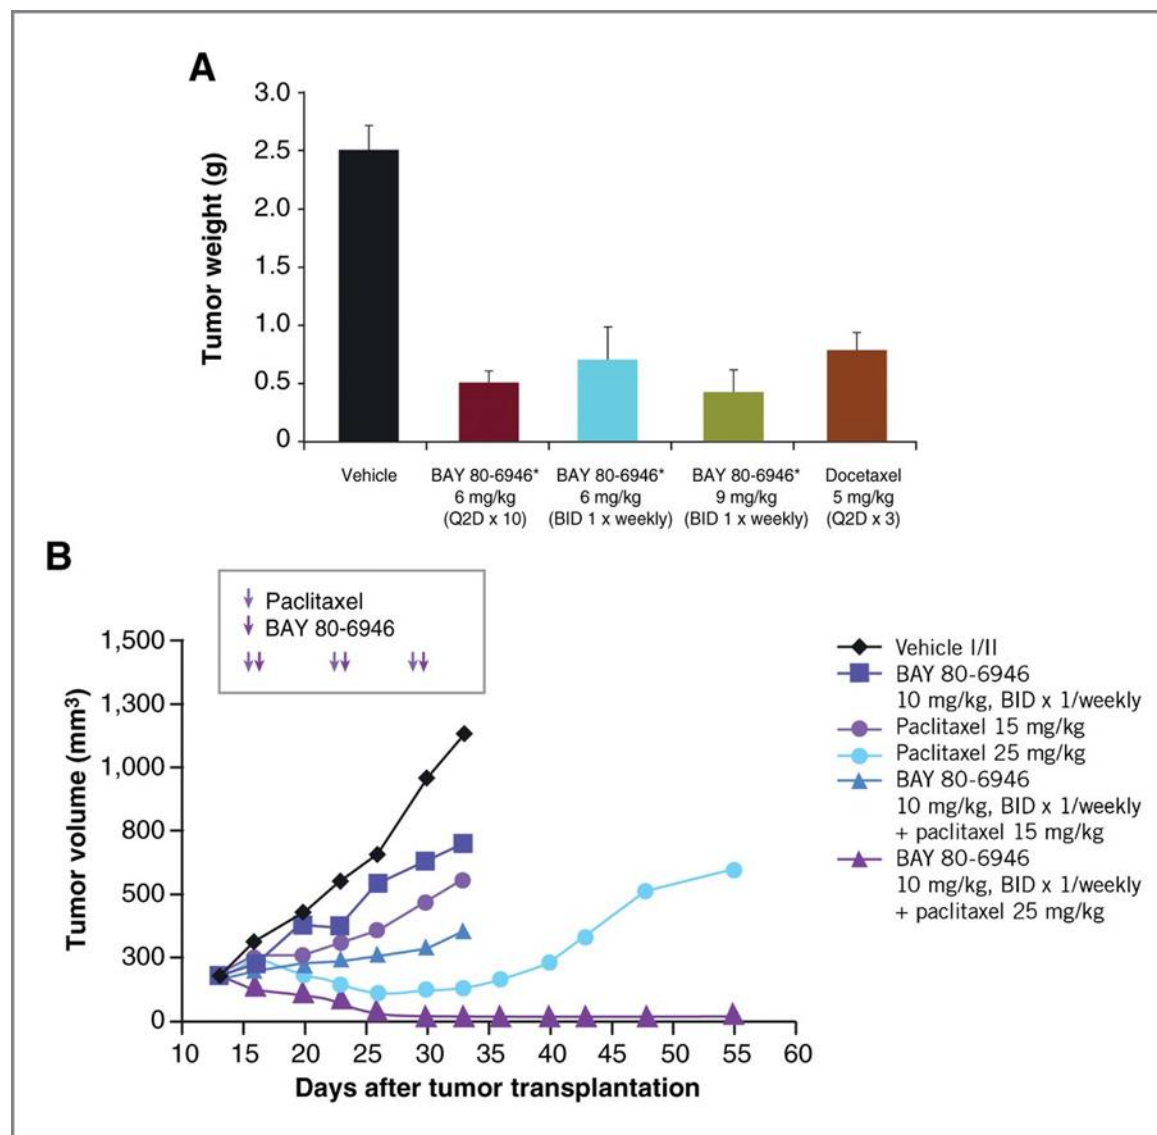 A
Tumor weight (g)
3.0
2.5
2.0
1.5
1.0
0.5
0
Vehicle
BAY 80-6946*
6 mg/kg
(Q2D x 10)
BAY 80-6946*
6 mg/kg
(BID 1 x weekly)
BAY 80-6946*
9 mg/kg
(BID 1 x weekly)
Docetaxel
5 mg/kg
(Q2D x 3)
B
Paclitaxel
BAY 80-6946
Tumor volume (mm³)
1,500
1,300
1,000
800
500
300
0
10 15 20 25 30 35 40 45 50 55 60
Days after tumor transplantation
Vehicle I/II
BAY 80-6946
10 mg/kg, BID x 1/weekly
Paclitaxel 15 mg/kg
Paclitaxel 25 mg/kg
BAY 80-6946
10 mg/kg, BID x 1/weekly
+ paclitaxel 15 mg/kg
BAY 80-6946
10 mg/kg, BID x 1/weekly
+ paclitaxel 25 mg/kg